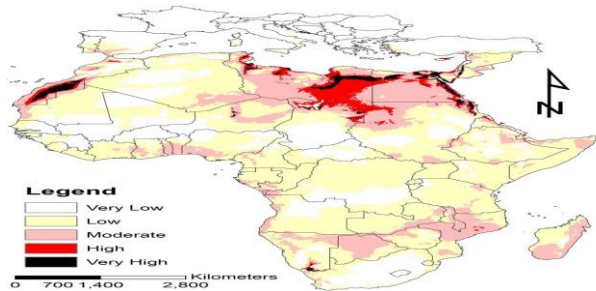 N
Legend
Very Low
Low
Moderate
High
Very High
Kilometers
0 700 1,400 2,800